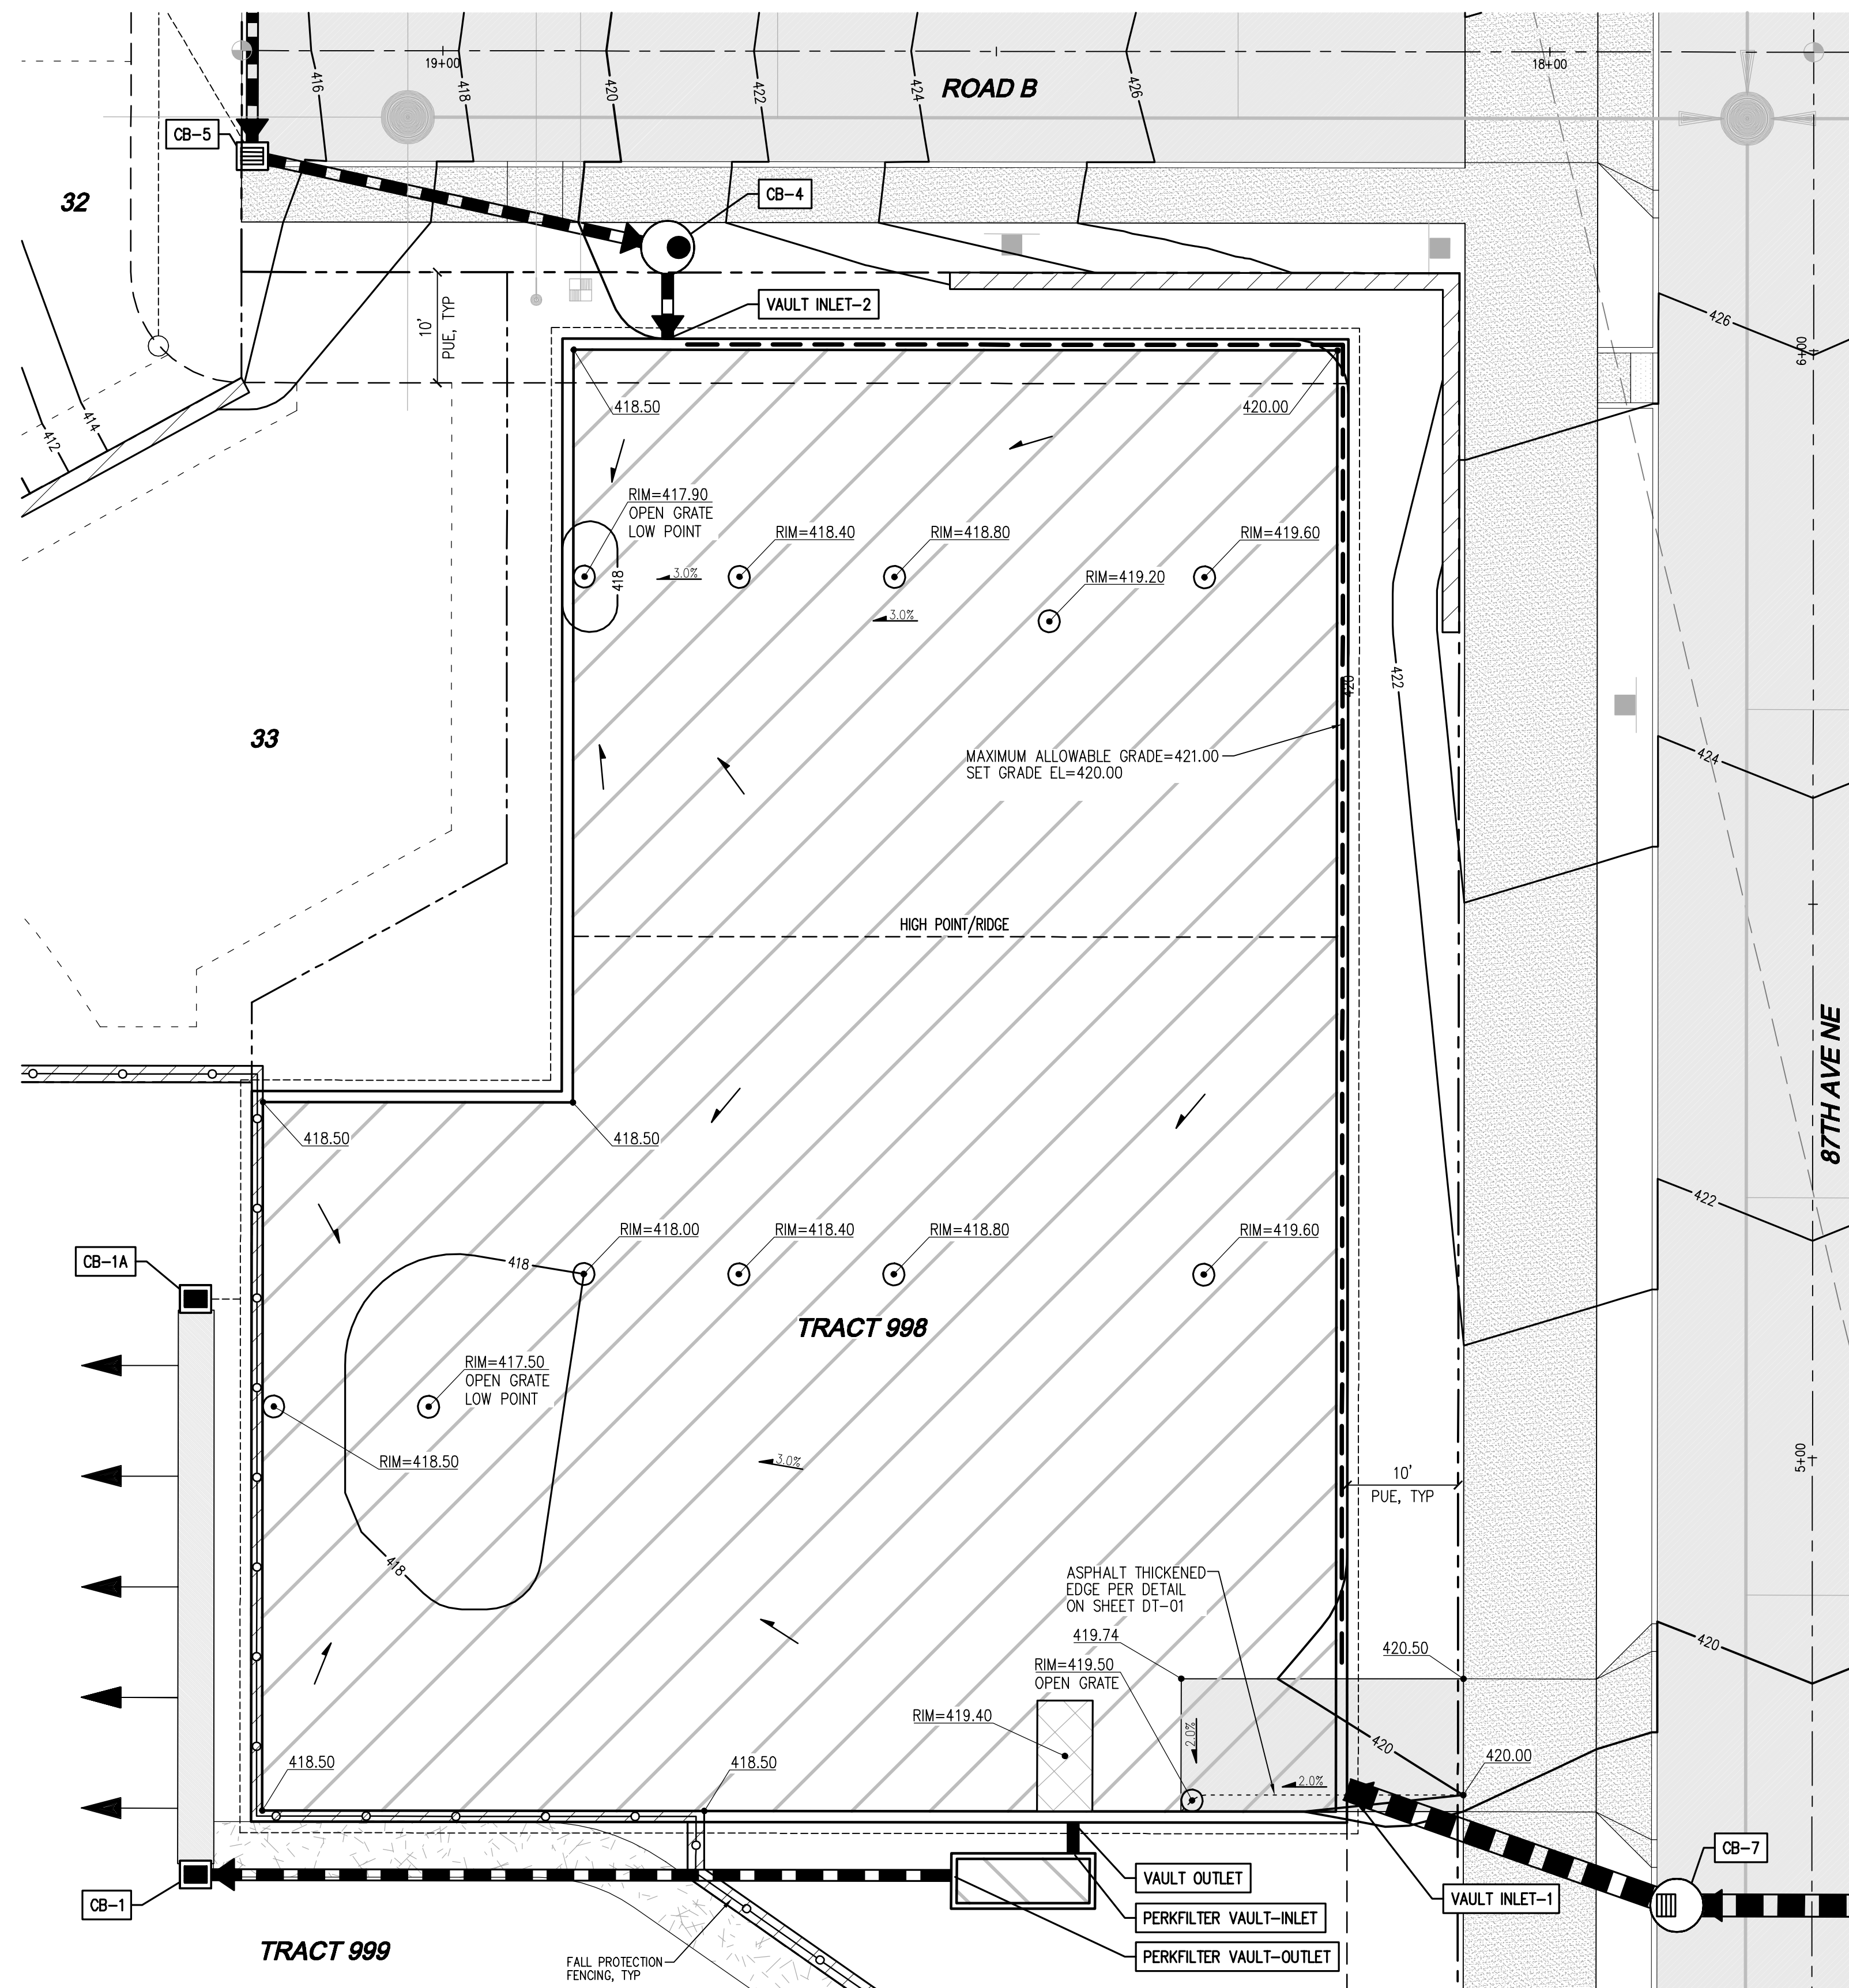 19+00
18+00
416
418
420
422
424
426
ROAD B
CB-5
32
CB-4
VAULT INLET-2
10'
PUE, TYP
426
6+00
418.50
420.00
414
412
RIM=417.90
OPEN GRATE
LOW POINT
RIM=418.40
RIM=418.80
RIM=419.60
418
3.0%
RIM=419.20
3.0%
420
422
33
MAXIMUM ALLOWABLE GRADE=421.00
SET GRADE EL=420.00
424
HIGH POINT/RIDGE
87TH AVE NE
418.50
418.50
422
RIM=418.00
RIM=418.40
RIM=418.80
RIM=419.60
CB-1A
418
TRACT 998
RIM=417.50
OPEN GRATE
LOW POINT
RIM=418.50
3.0%
5+00
10'
PUE, TYP
418
ASPHALT THICKENED
EDGE PER DETAIL
ON SHEET DT-01
419.74
420.50
420
RIM=419.50
OPEN GRATE
RIM=419.40
2.0%
420
418.50
418.50
420.00
2.0%
CB-7
VAULT OUTLET
VAULT INLET-1
CB-1
PERKFILTER VAULT-INLET
TRACT 999
PERKFILTER VAULT-OUTLET
FALL PROTECTION
FENCING, TYP